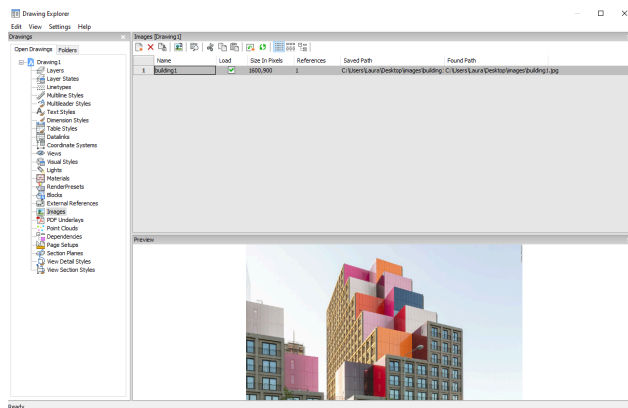 Drawing Explorer
Edit View Settings Help
Drawings
Open Drawings Folders
Drawing1
Layers
Layer States
Linetypes
Multiline Styles
Multileader Styles
Text Styles
Dimension Styles
Table Styles
Datalinks
Coordinate Systems
Views
Visual Styles
Lights
Materials
RenderPresets
Blocks
External References
Images
PDF Underlays
Point Clouds
Dependencies
Page Setups
Section Planes
View Detail Styles
View Section Styles
Images [Drawing1]
Name Load Size In Pixels References Saved Path Found Path
1 building1 1600,900 1 C:\Users\Laura\Desktop\images\building: C:\Users\Laura\Desktop\images\building1.jpg
Preview
Ready